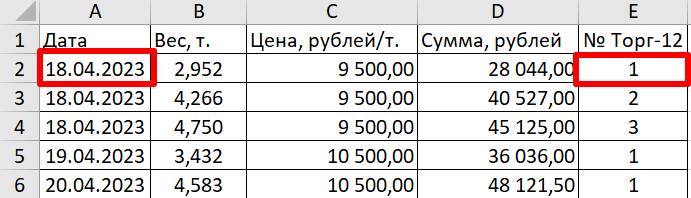 A B C D E
1 Дата Вес, т. Цена, рублей/т. Сумма, рублей № Торг-12
2 18.04.2023 2,952 9 500,00 28 044,00 1
3 18.04.2023 4,266 9 500,00 40 527,00 2
4 18.04.2023 4,750 9 500,00 45 125,00 3
5 19.04.2023 3,432 10 500,00 36 036,00 1
6 20.04.2023 4,583 10 500,00 48 121,50 1